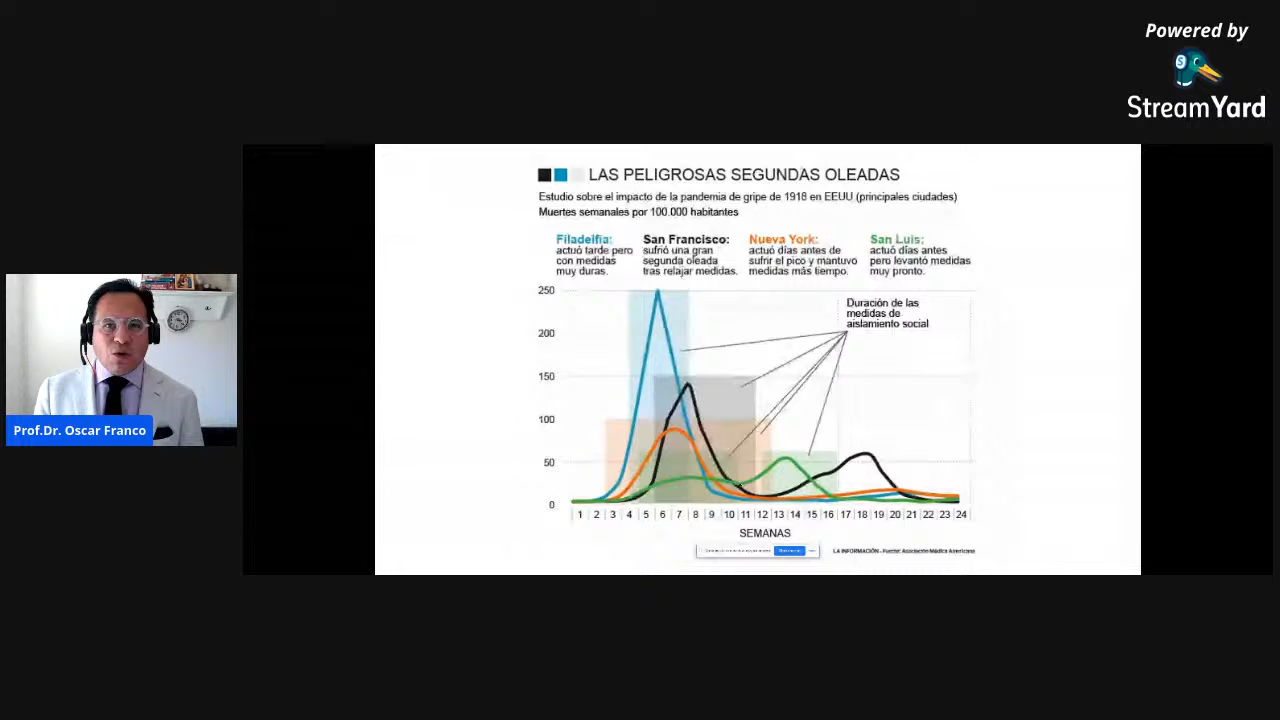 Powered by
StreamYard
LAS PELIGROSAS SEGUNDAS OLEADAS
Estudio sobre el impacto de la pandemia de gripe de 1918 en EEUU (principales ciudades)
Muertes semanales por 100.000 habitantes
Filadelfia:
actuó tarde pero
con medidas
muy duras.
San Francisco:
sufrió una gran
segunda oleada
tras relajar medidas.
Nueva York:
actuó días antes de
sufrir el pico y mantuvo
medidas más tiempo.
San Luis:
actuó días antes
pero levantó medidas
muy pronto.
Duración de las
medidas de
aislamiento social
250
200
150
100
50
0
1 2 3 4 5 6 7 8 9 10 11 12 13 14 15 16 17 18 19 20 21 22 23 24
SEMANAS
LA INFORMACIÓN - Fuente: Asociación Médica Americana
Prof.Dr. Oscar Franco